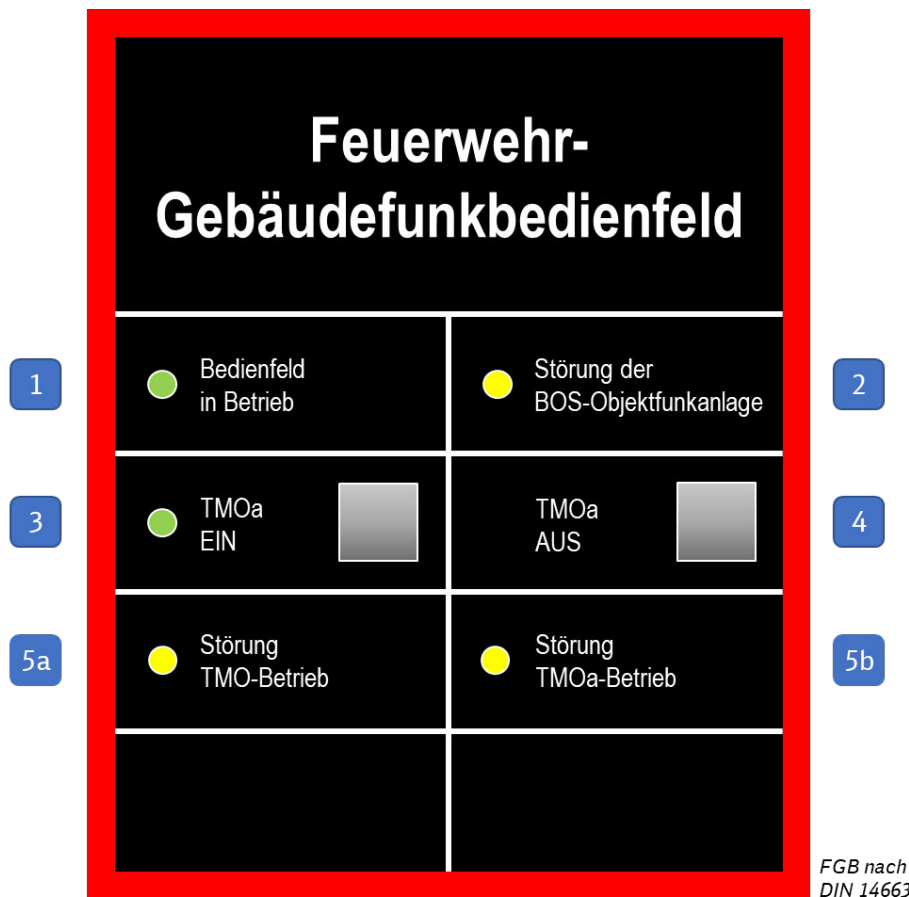 Feuerwehr-
Gebäudefunkbedienfeld
1
Bedienfeld
in Betrieb
Störung der
BOS-Objektfunkanlage
2
3
TMOa
EIN
TMOa
AUS
4
5a
Störung
TMO-Betrieb
Störung
TMOa-Betrieb
5b
FGB nach
DIN 14663